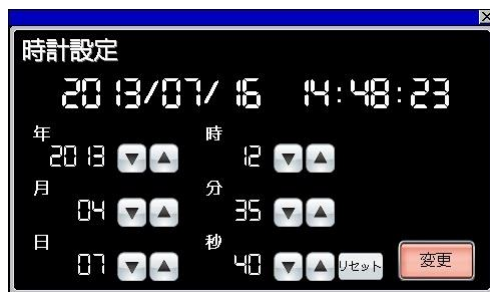 時計設定
2013/07/16 14:48:23
年 時
2013 ▼ ▲ 12 ▼ ▲
月 分
04 ▼ ▲ 35 ▼ ▲
日 秒
07 ▼ ▲ 40 ▼ ▲ リセット 変更